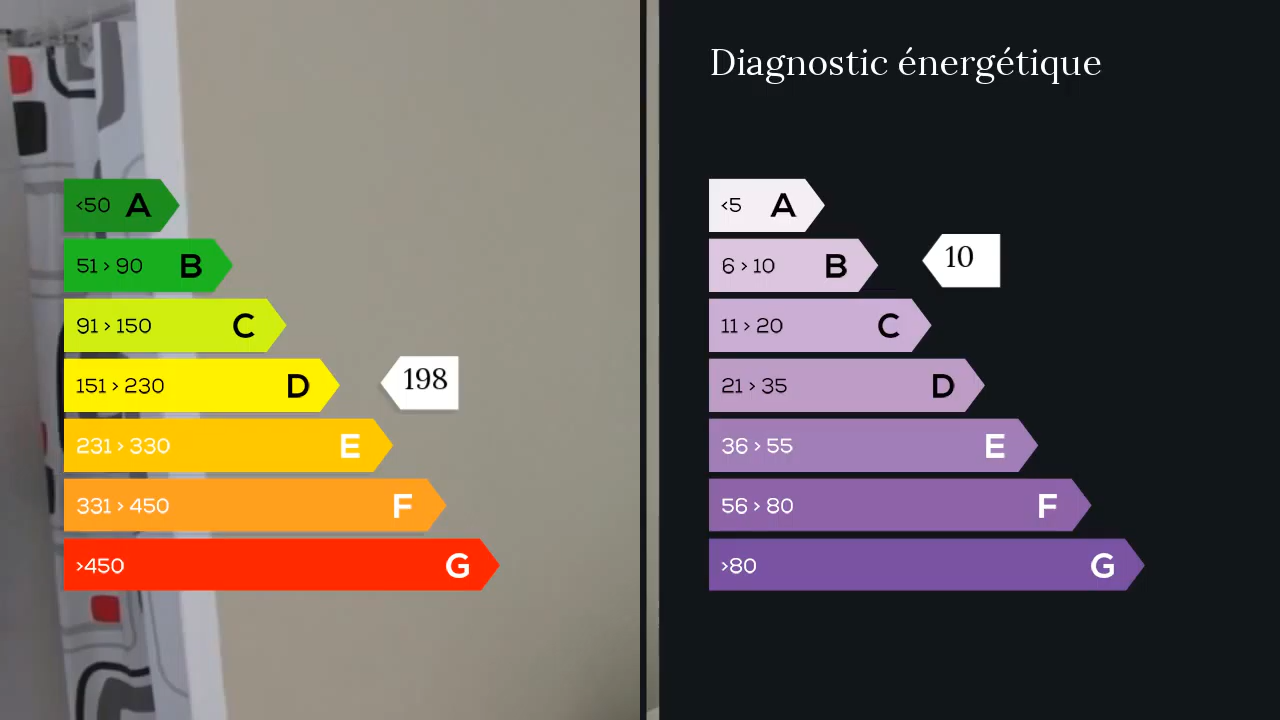 Diagnostic énergétique
<50 A
51 > 90 B
91 > 150 C
151 > 230 D
198
231 > 330 E
331 > 450 F
>450 G
<5 A
6 > 10 B
10
11 > 20 C
21 > 35 D
36 > 55 E
56 > 80 F
>80 G